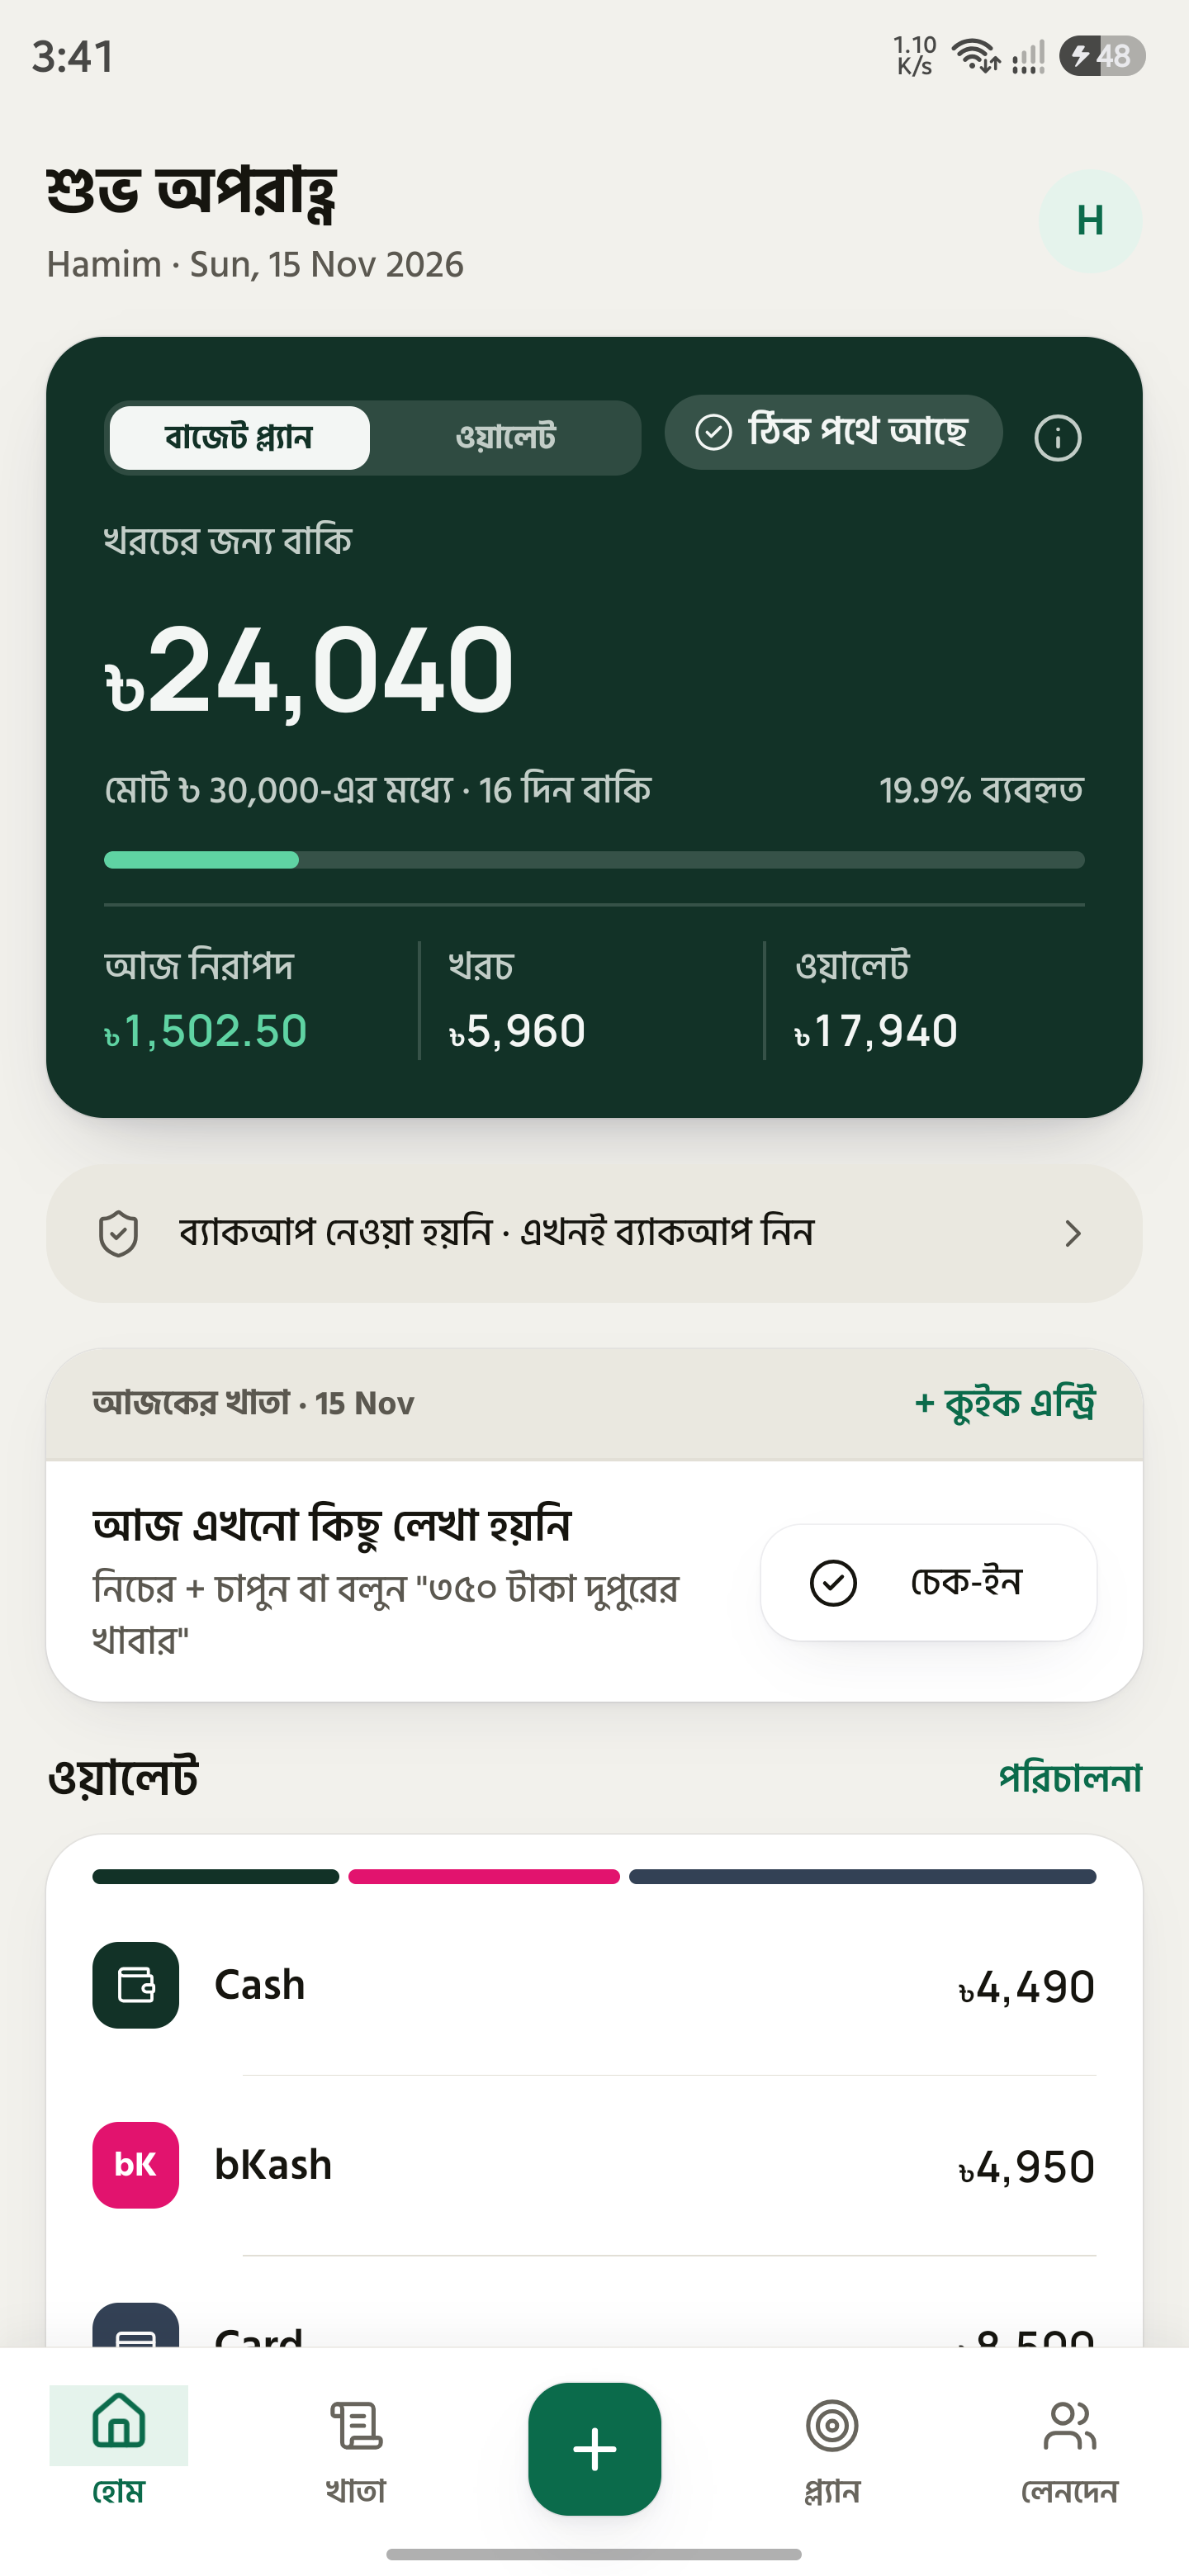 3:41
1.10 K/s
48
শুভ অপরাহ্ণ
Hamim · Sun, 15 Nov 2026
H
বাজেট প্ল্যান ওয়ালেট ঠিক পথে আছে
খরচের জন্য বাকি
৳24,040
মোট ৳ 30,000-এর মধ্যে · 16 দিন বাকি 19.9% ব্যবহৃত
আজ নিরাপদ খরচ ওয়ালেট
৳1,502.50 ৳5,960 ৳17,940
ব্যাকআপ নেওয়া হয়নি · এখনই ব্যাকআপ নিন
আজকের খাতা · 15 Nov + কুইক এন্ট্রি
আজ এখনো কিছু লেখা হয়নি
নিচের + চাপুন বা বলুন "৩৫০ টাকা দুপুরের
খাবার"
চেক-ইন
ওয়ালেট পরিচালনা
Cash ৳4,490
bK bKash ৳4,950
Card ৳8,500
হোম খাতা প্ল্যান লেনদেন